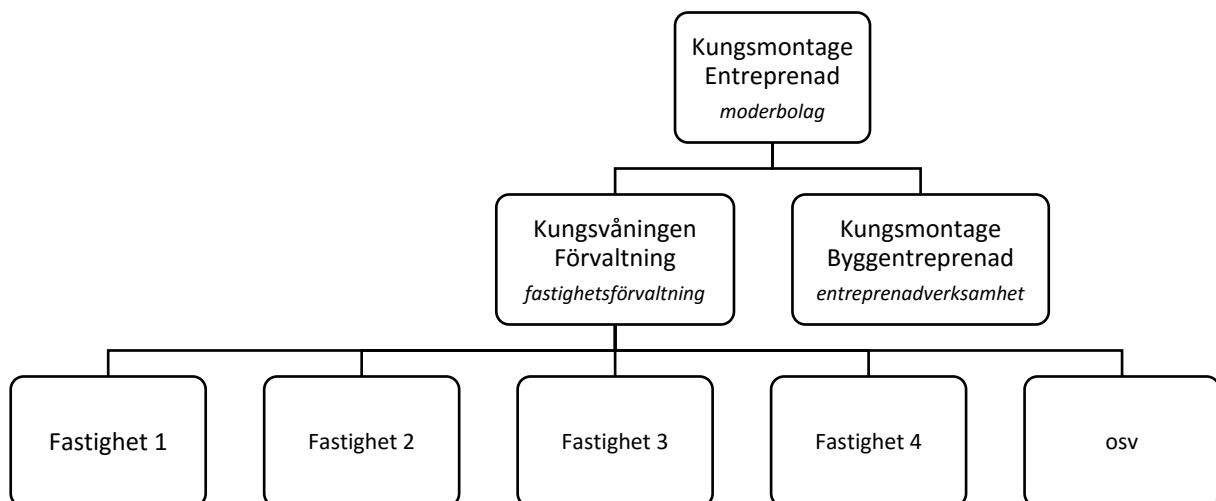 Kungsmontage
Entreprenad
moderbolag
Kungsvåningen
Förvaltning
fastighetsförvaltning
Kungsmontage
Byggentreprenad
entreprenadverksamhet
Fastighet 1
Fastighet 2
Fastighet 3
Fastighet 4
osv